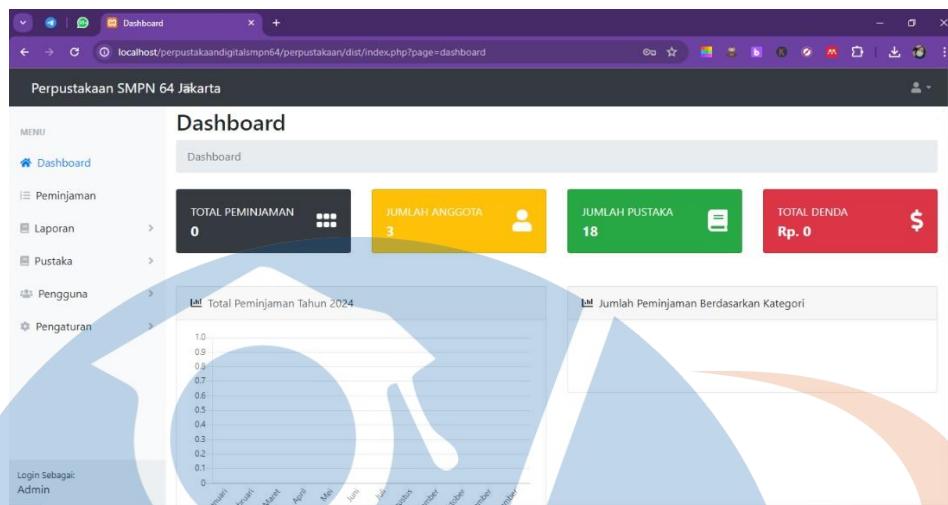 Dashboard
localhost/perpustakaandigitalsmpn64/perpustakaan/dist/index.php?page=dashboard
Perpustakaan SMPN 64 Jakarta
MENU
Dashboard
Peminjaman
Laporan
Pustaka
Pengguna
Pengaturan
Login Sebagai:
Admin
Dashboard
Dashboard
TOTAL PEMINJAMAN
0
JUMLAH ANGGOTA
3
JUMLAH PUSTAKA
18
TOTAL DENDA
Rp. 0
Total Peminjaman Tahun 2024
1.0
0.9
0.8
0.7
0.6
0.5
0.4
0.3
0.2
0.1
0
Maret
April
Mei
Juni
Juli
Jumlah Peminjaman Berdasarkan Kategori